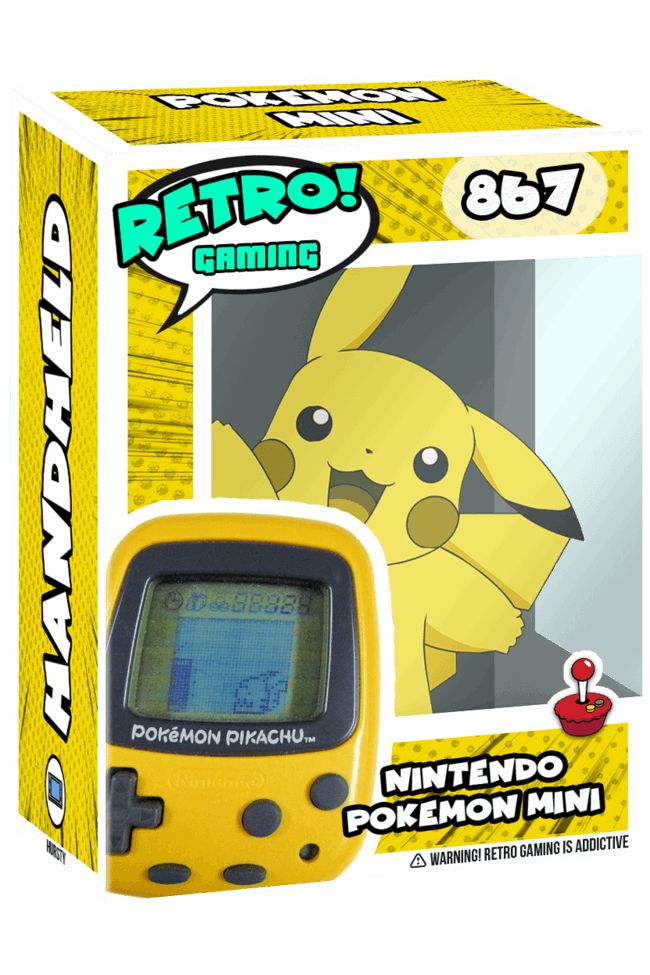 POKEMON
MINI
RETRO!
GAMING
867
HANDHELD
HURSTY
POKéMON PIKACHU™
Nintendo
NINTENDO
POKEMON MINI
WARNING! RETRO GAMING IS ADDICTIVE